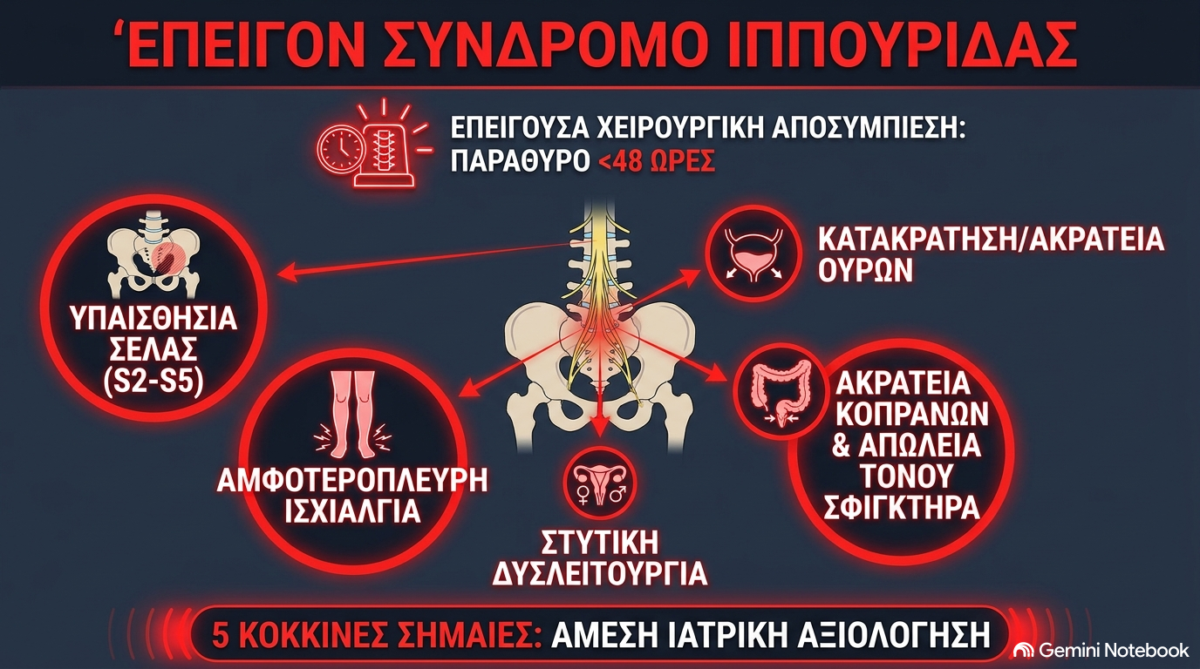 ‘ΕΠΕΙΓΟΝ ΣΥΝΔΡΟΜΟ ΙΠΠΟΥΡΙΔΑΣ
ΕΠΕΙΓΟΥΣΑ ΧΕΙΡΟΥΡΓΙΚΗ ΑΠΟΣΥΜΠΙΕΣΗ:
ΠΑΡΑΘΥΡΟ <48 ΩΡΕΣ
ΥΠΑΙΣΘΗΣΙΑ
ΣΕΛΑΣ
(S2-S5)
ΑΜΦΟΤΕΡΟΠΛΕΥΡΗ
ΙΣΧΙΑΛΓΙΑ
ΣΤΥΤΙΚΗ
ΔΥΣΛΕΙΤΟΥΡΓΙΑ
ΚΑΤΑΚΡΑΤΗΣΗ/ΑΚΡΑΤΕΙΑ
ΟΥΡΩΝ
ΑΚΡΑΤΕΙΑ
ΚΟΠΡΑΝΩΝ
& ΑΠΩΛΕΙΑ
ΤΟΝΟΥ
ΣΦΙΓΚΤΗΡΑ
5 ΚΟΚΚΙΝΕΣ ΣΗΜΑΙΕΣ: ΑΜΕΣΗ ΙΑΤΡΙΚΗ ΑΞΙΟΛΟΓΗΣΗ
Gemini Notebook